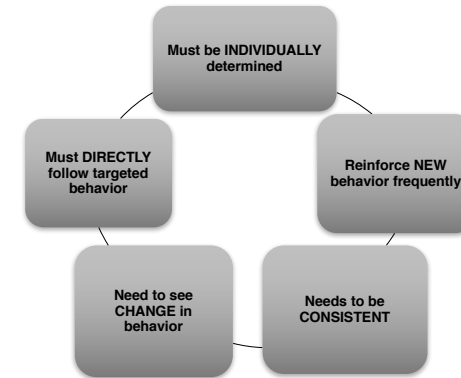 Must be INDIVIDUALLY
determined
Reinforce NEW
behavior frequently
Needs to be
CONSISTENT
Need to see
CHANGE in
behavior
Must DIRECTLY
follow targeted
behavior